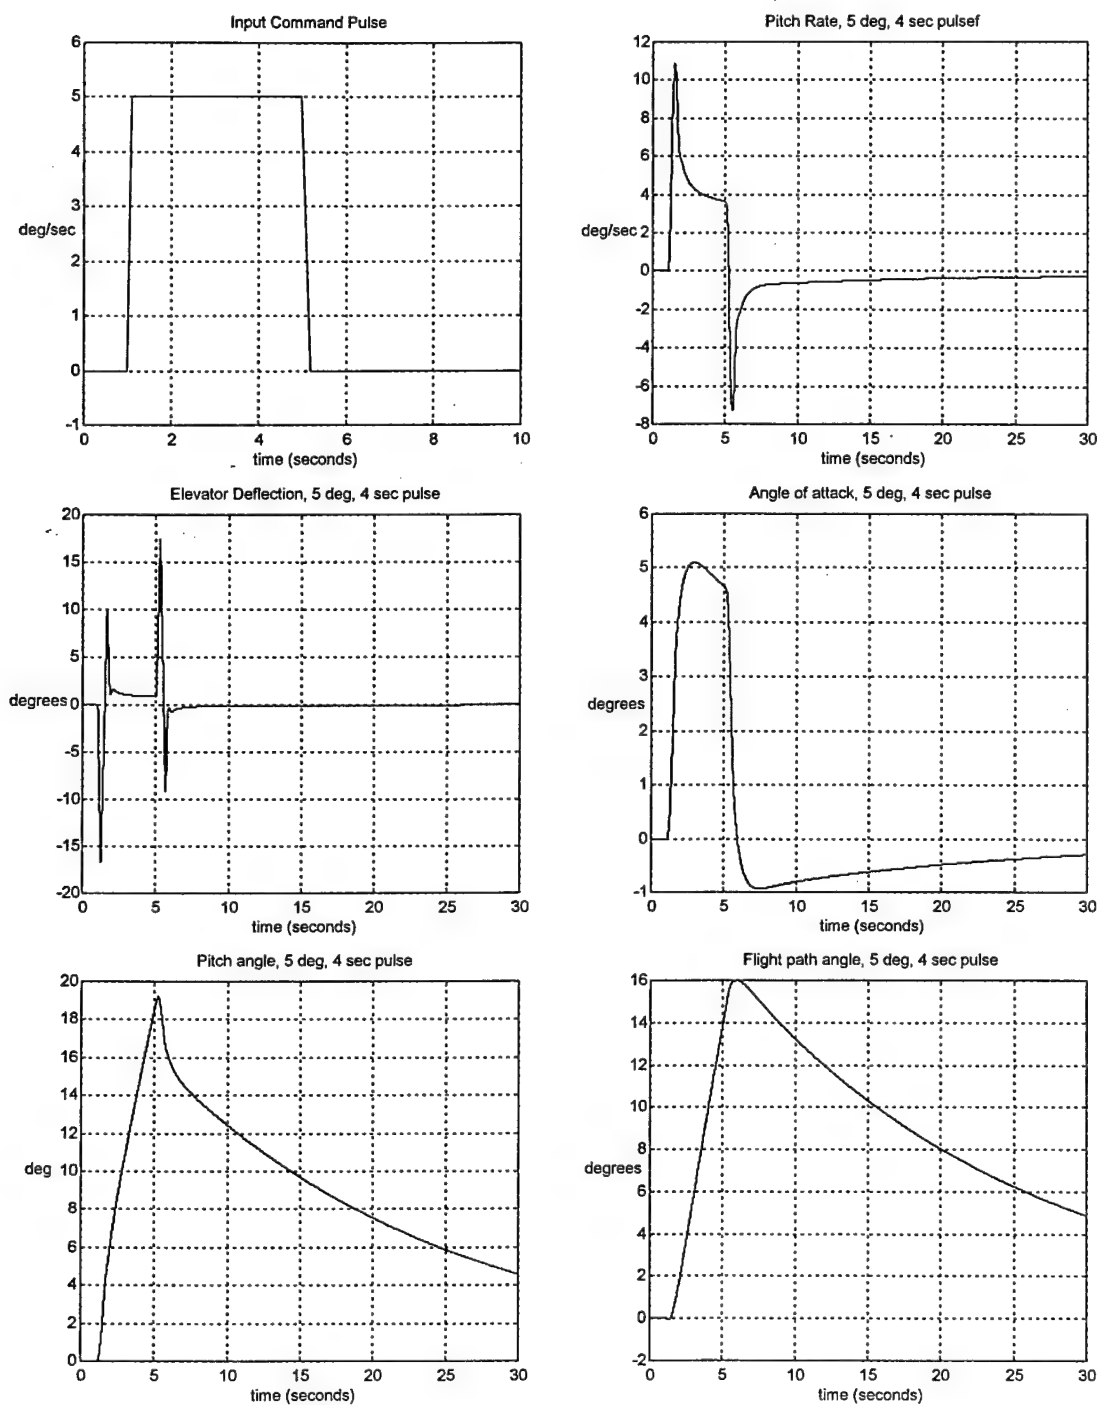 Input Command Pulse
6
5
4
3
deg/sec
2
1
0
-1
0 2 4 6 8 10
time (seconds)
Pitch Rate, 5 deg, 4 sec pulsef
12
10
8
6
4
deg/sec 2
0
-2
-4
-6
-8
0 5 10 15 20 25 30
time (seconds)
Elevator Deflection, 5 deg, 4 sec pulse
20
15
10
5
degrees 0
-5
-10
-15
-20
0 5 10 15 20 25 30
time (seconds)
Angle of attack, 5 deg, 4 sec pulse
6
5
4
3
degrees
2
1
0
-1
0 5 10 15 20 25 30
time (seconds)
Pitch angle, 5 deg, 4 sec pulse
20
18
16
14
12
deg 10
8
6
4
2
0
0 5 10 15 20 25 30
time (seconds)
Flight path angle, 5 deg, 4 sec pulse
16
14
12
10
8
degrees
6
4
2
0
-2
0 5 10 15 20 25 30
time (seconds)